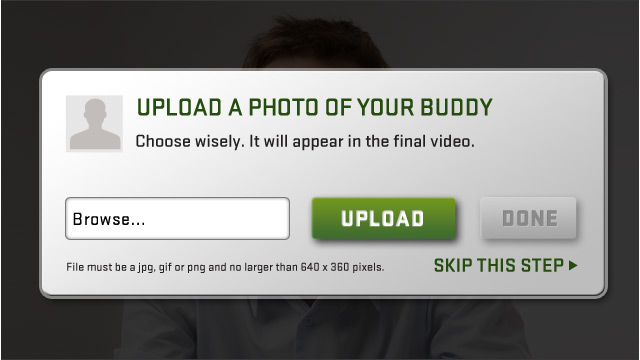 UPLOAD A PHOTO OF YOUR BUDDY
Choose wisely. It will appear in the final video.
Browse... UPLOAD DONE
File must be a jpg, gif or png and no larger than 640 x 360 pixels. SKIP THIS STEP